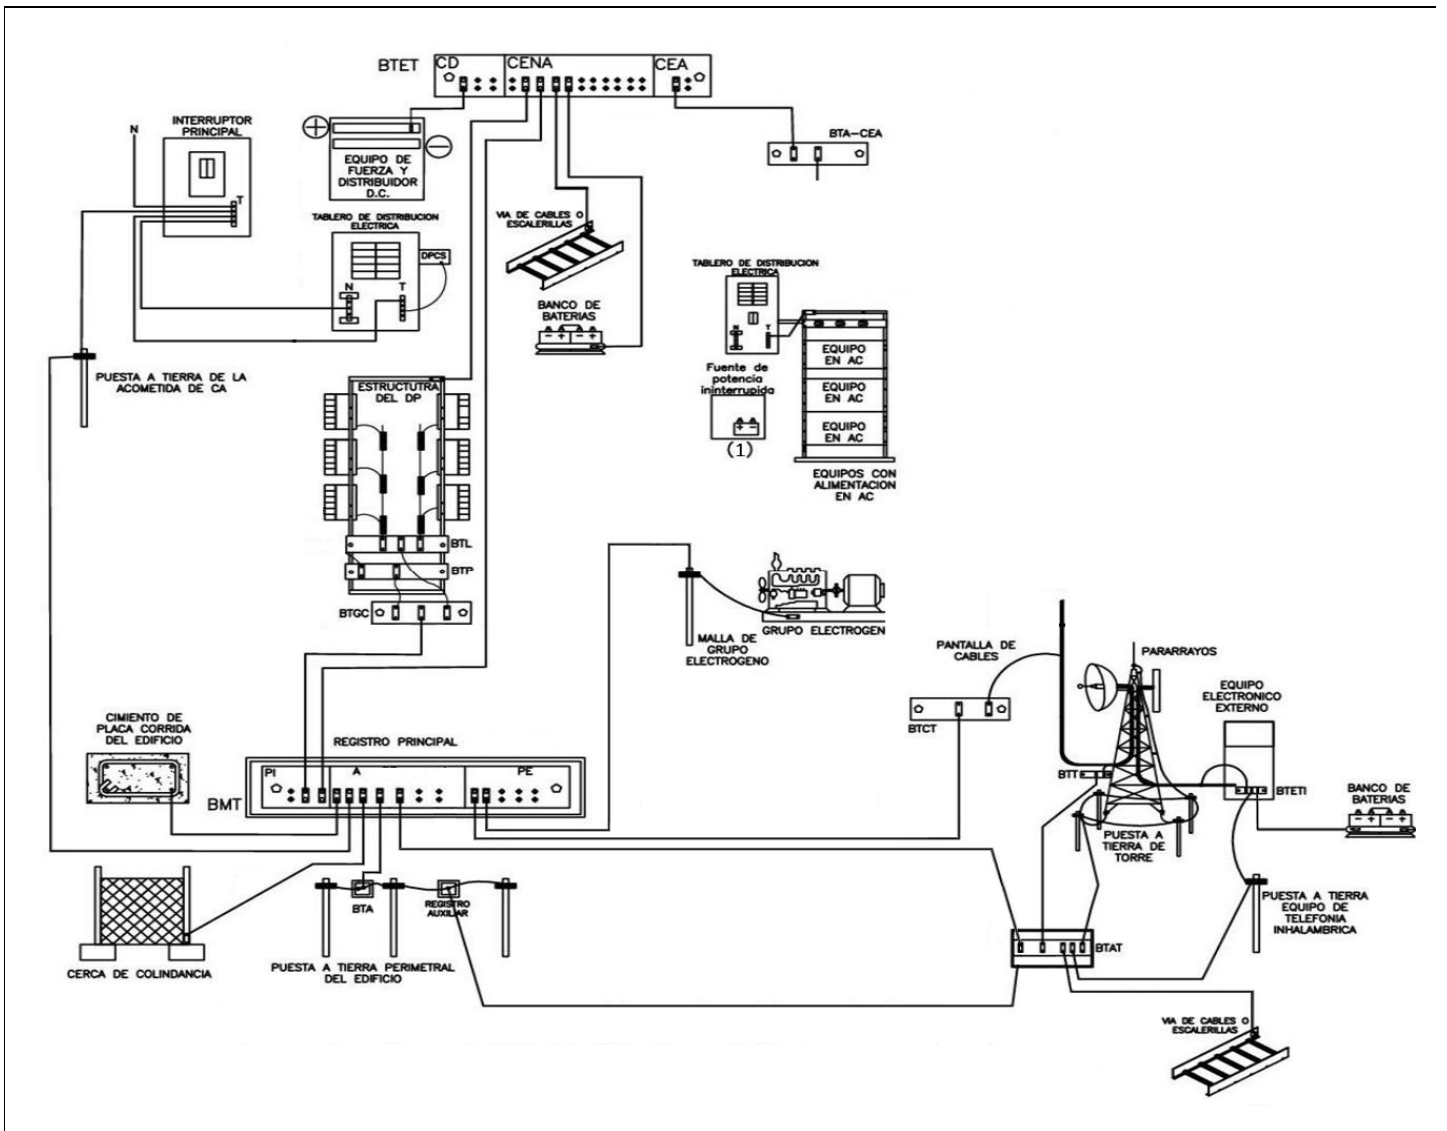 BTET
CD
CENA
CEA
N
INTERRUPTOR
PRINCIPAL
T
+
−
EQUIPO DE
FUERZA Y
DISTRIBUIDOR
D.C.
BTA-CEA
TABLERO DE DISTRIBUCION
ELECTRICA
DPCS
N
T
VIA DE CABLES O
ESCALERILLAS
BANCO DE
BATERIAS
− + − +
TABLERO DE DISTRIBUCION
ELECTRICA
N
T
Fuente de
potencia
ininterrupida
+ −
(1)
EQUIPO
EN AC
EQUIPO
EN AC
EQUIPO
EN AC
EQUIPOS CON
ALIMENTACION
EN AC
PUESTA A TIERRA DE LA
ACOMETIDA DE CA
ESTRUCTUTRA
DEL DP
BTL
BTP
BTGC
MALLA DE
GRUPO
ELECTROGENO
GRUPO ELECTROGEN
PANTALLA DE
CABLES
PARARRAYOS
EQUIPO
ELECTRONICO
EXTERNO
BTCT
BTT
BTETI
BANCO DE
BATERIAS
− + − +
CIMIENTO DE
PLACA CORRIDA
DEL EDIFICIO
REGISTRO PRINCIPAL
PI
A
PE
BMT
PUESTA A
TIERRA DE
TORRE
BTA
REGISTRO
AUXILIAR
PUESTA A TIERRA
EQUIPO DE
TELEFONIA
INHALAMBRICA
BTAT
CERCA DE COLINDANCIA
PUESTA A TIERRA PERIMETRAL
DEL EDIFICIO
VIA DE CABLES O
ESCALERILLAS